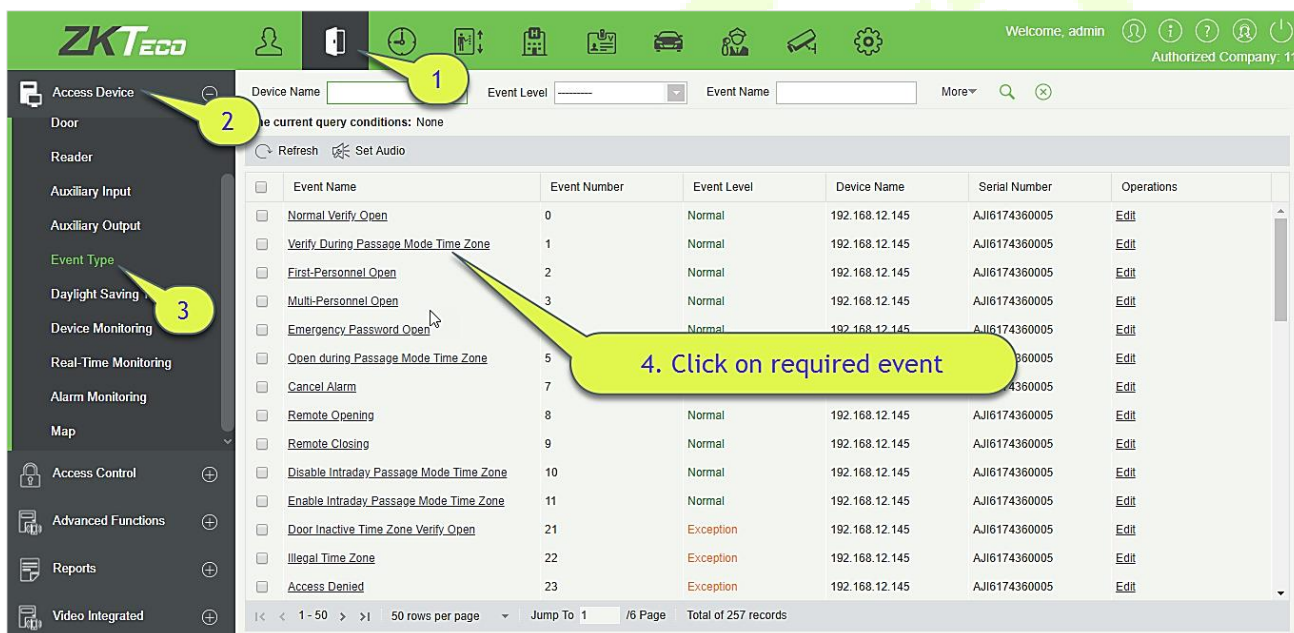 ZKTeco
Welcome, admin
Authorized Company: 11
1
Access Device
2
Door
Reader
Auxiliary Input
Auxiliary Output
Event Type
3
Daylight Saving
Device Monitoring
Real-Time Monitoring
Alarm Monitoring
Map
Access Control
Advanced Functions
Reports
Video Integrated
Device Name Event Level --------- Event Name More
current query conditions: None
Refresh Set Audio
Event Name Event Number Event Level Device Name Serial Number Operations
Normal Verify Open 0 Normal 192.168.12.145 AJI6174360005 Edit
Verify During Passage Mode Time Zone 1 Normal 192.168.12.145 AJI6174360005 Edit
First-Personnel Open 2 Normal 192.168.12.145 AJI6174360005 Edit
Multi-Personnel Open 3 Normal 192.168.12.145 AJI6174360005 Edit
Emergency Password Open Normal 192.168.12.145 AJI6174360005 Edit
Open during Passage Mode Time Zone 5 360005 Edit
4. Click on required event
Cancel Alarm 7 4360005 Edit
Remote Opening 8 Normal 192.168.12.145 AJI6174360005 Edit
Remote Closing 9 Normal 192.168.12.145 AJI6174360005 Edit
Disable Intraday Passage Mode Time Zone 10 Normal 192.168.12.145 AJI6174360005 Edit
Enable Intraday Passage Mode Time Zone 11 Normal 192.168.12.145 AJI6174360005 Edit
Door Inactive Time Zone Verify Open 21 Exception 192.168.12.145 AJI6174360005 Edit
Illegal Time Zone 22 Exception 192.168.12.145 AJI6174360005 Edit
Access Denied 23 Exception 192.168.12.145 AJI6174360005 Edit
|< < 1 - 50 > >| 50 rows per page Jump To 1 /6 Page Total of 257 records